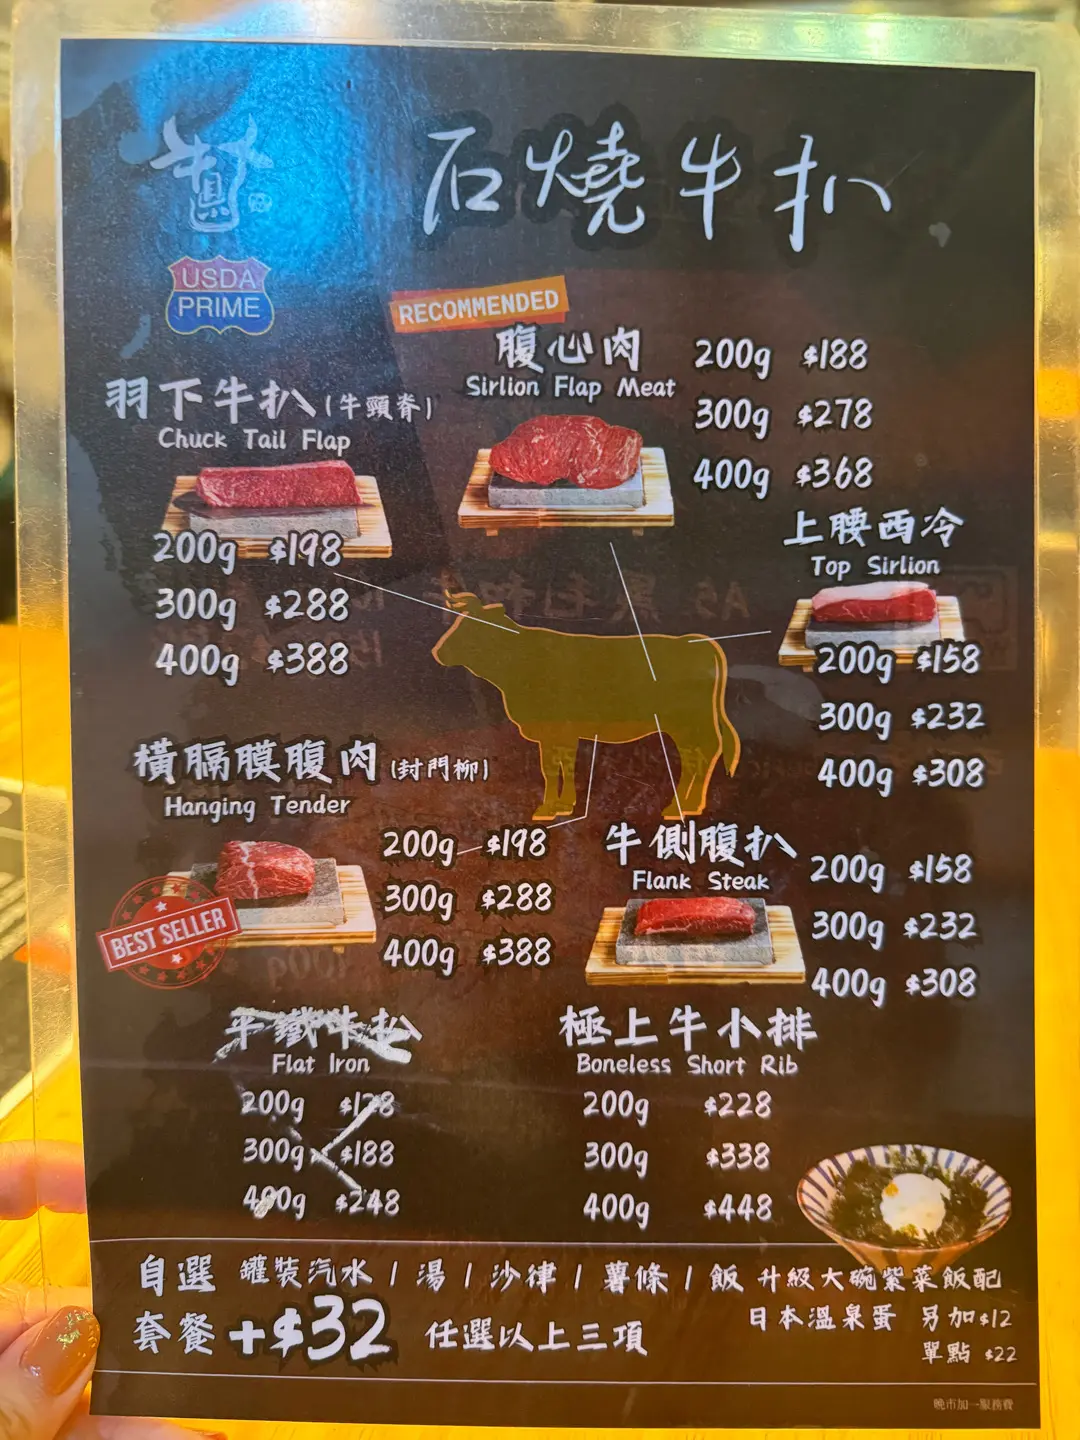 石燒牛扒
USDA
PRIME
RECOMMENDED
腹心肉
Sirlion Flap Meat
200g $188
300g $278
400g $368
羽下牛扒(牛頸脊)
Chuck Tail Flap
200g $198
300g $288
400g $388
上腰西冷
Top Sirlion
200g $158
300g $232
400g $308
橫膈膜腹肉(封門柳)
Hanging Tender
200g $198
300g $288
400g $388
BEST SELLER
牛側腹扒
Flank Steak
200g $158
300g $232
400g $308
平鐵牛扒
Flat Iron
200g $128
300g $188
400g $248
極上牛小排
Boneless Short Rib
200g $228
300g $338
400g $448
自選 罐裝汽水 / 湯 / 沙律 / 薯條 / 飯
套餐 +$32 任選以上三項
升級大碗紫菜飯配
日本溫泉蛋 另加$12
單點 $22
晚市加一服務費